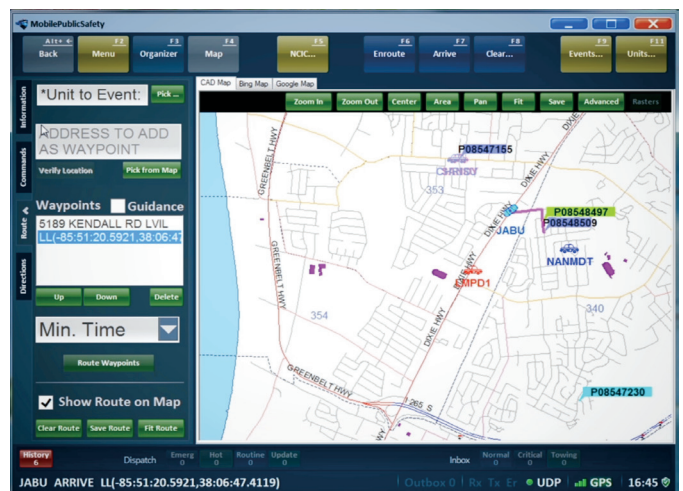 MobilePublicSafety
Alt+ ← F2 F3 F4 F5 F6 F7 F8 F9 F11
Back Menu Organizer Map NCIC... Enroute Arrive Clear... Events... Units...
CAD Map Bing Map Google Map
Zoom In Zoom Out Center Area Pan Fit Save Advanced Rasters
Information
Commands
Route
Directions
*Unit to Event: Pick ...
ADDRESS TO ADD
AS WAYPOINT
Verify Location Pick from Map
Waypoints Guidance
5189 KENDALL RD LVIL
LL(-85:51:20.5921,38:06:47
Up Down Delete
Min. Time
Route Waypoints
Show Route on Map
Clear Route Save Route Fit Route
GREENBELT HWY
DIXIE HWY
P08547155
353
DIXIE HWY
P08548497
P08548509
DIXIE HWY
JABU
NANMDT
GREENBELT HWY
LMPD1
354
340
DIXIE HWY
GREENBELT HWY
I 265 S
P08547230
History
6
Dispatch Emerg Hot Routine Update
0 0 0 0
Inbox Normal Critical Towing
0 0 0
JABU ARRIVE LL(-85:51:20.5921,38:06:47.4119)
Outbox 0 Rx Tx Er UDP GPS 16:45